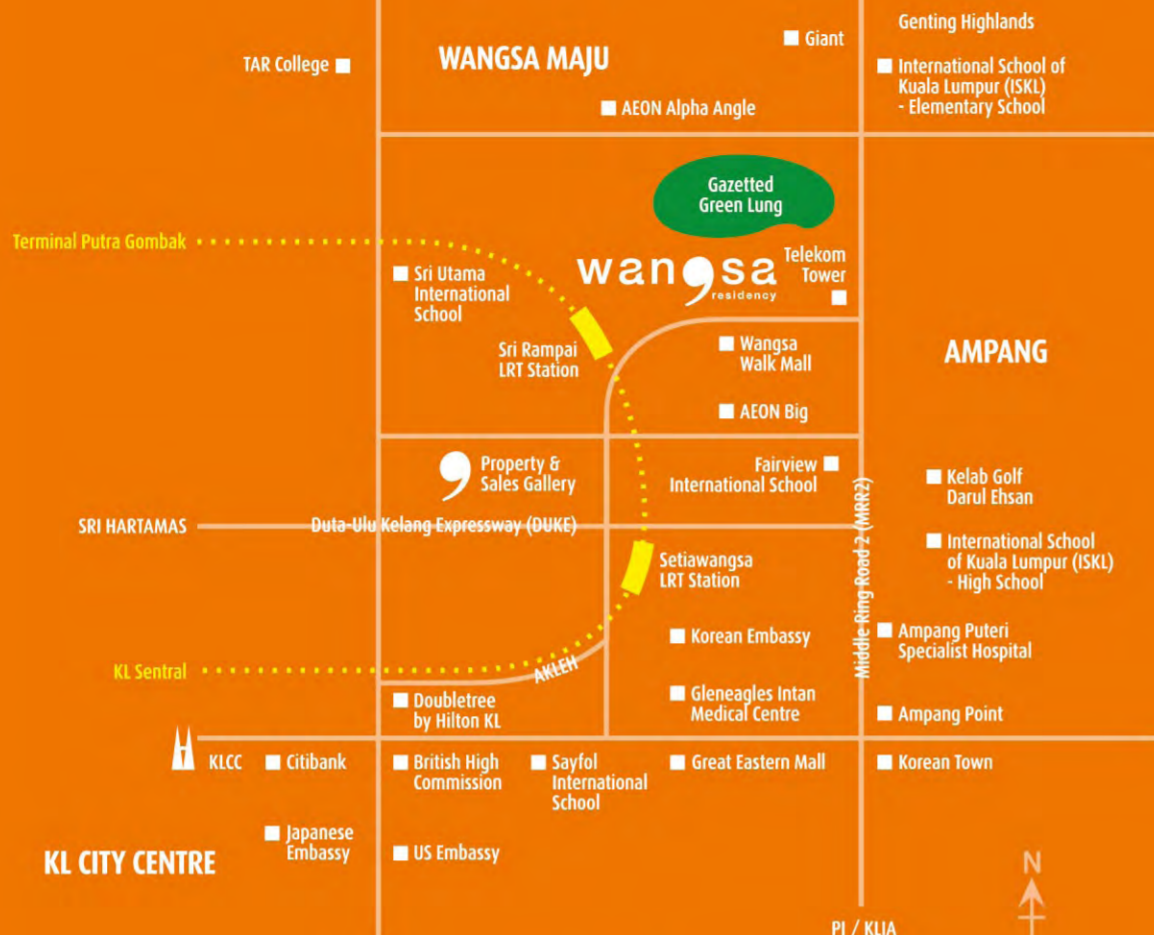 Genting Highlands
Giant
WANGSA MAJU
TAR College
International School of
Kuala Lumpur (ISKL)
- Elementary School
AEON Alpha Angle
Gazetted
Green Lung
Terminal Putra Gombak
Telekom
Tower
wangsa
residency
Sri Utama
International
School
Sri Rampai
LRT Station
Wangsa
Walk Mall
AMPANG
AEON Big
Property &
Sales Gallery
Fairview
International School
Kelab Golf
Darul Ehsan
SRI HARTAMAS
Duta-Ulu Kelang Expressway (DUKE)
Middle Ring Road 2 (MRR2)
International School
of Kuala Lumpur (ISKL)
- High School
Setiawangsa
LRT Station
Korean Embassy
Ampang Puteri
Specialist Hospital
KL Sentral
AKLEH
Doubletree
by Hilton KL
Gleneagles Intan
Medical Centre
Ampang Point
KLCC
Citibank
British High
Commission
Sayfol
International
School
Great Eastern Mall
Korean Town
Japanese
Embassy
US Embassy
KL CITY CENTRE
N
PJ / KLIA